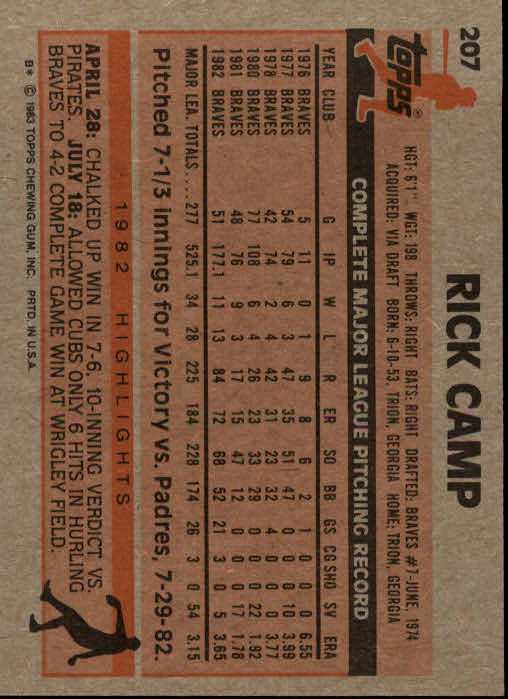 207
Topps®
RICK CAMP
HGT: 6'1" WGT: 198 THROWS: RIGHT BATS: RIGHT DRAFTED: BRAVES #7-JUNE, 1974
ACQUIRED: VIA DRAFT BORN: 6-10-53, TRION, GEORGIA HOME: TRION, GEORGIA
COMPLETE MAJOR LEAGUE PITCHING RECORD
YEAR CLUB G IP W L R ER SO BB GS CG SHO SV ERA
1976 BRAVES 5 11 0 1 9 8 6 2 1 0 0 0 6.55
1977 BRAVES 54 79 6 3 47 35 51 47 0 0 0 10 3.99
1978 BRAVES 42 74 2 4 42 31 23 32 4 0 0 0 3.77
1980 BRAVES 77 108 6 4 26 23 33 29 0 0 0 22 1.92
1981 BRAVES 48 76 9 3 17 15 47 12 0 0 0 17 1.78
1982 BRAVES 51 177.1 11 13 84 72 68 52 21 3 0 5 3.65
MAJOR LEA. TOTALS . . . 277 525.1 34 28 225 184 228 174 26 3 0 54 3.15
Pitched 7-1/3 innings for Victory vs. Padres, 7-29-82.
1982 HIGHLIGHTS
APRIL 28: CHALKED UP WIN IN 7-6, 10-INNING VERDICT VS.
PIRATES. JULY 18: ALLOWED CUBS ONLY 6 HITS IN HURLING
BRAVES TO 4-2 COMPLETE GAME WIN AT WRIGLEY FIELD.
B* © 1983 TOPPS CHEWING GUM, INC. PRTD. IN U.S.A.